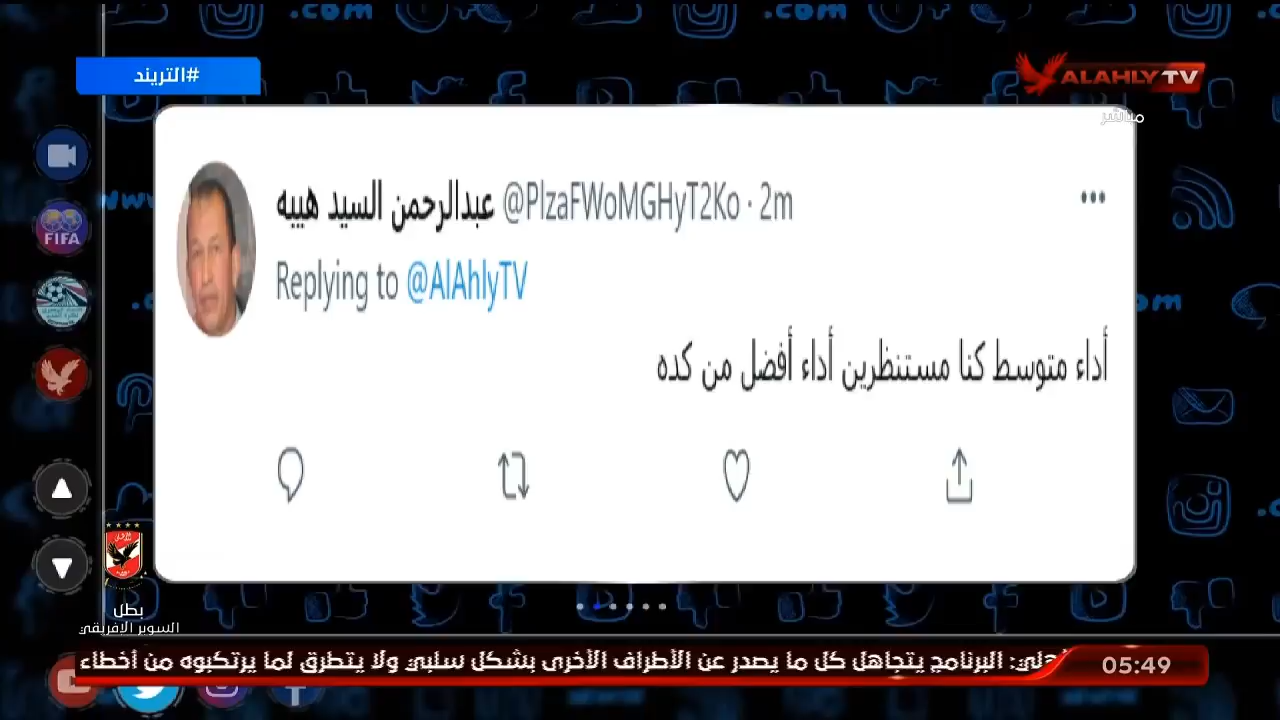 #التريند
ALAHLY TV
مباشر
عبدالرحمن السيد هيبه @PlzaFWoMGHyT2Ko · 2m
Replying to @AlAhlyTV
أداء متوسط كنا مستنظرين أداء أفضل من كده
FIFA
بطل
السوبر الإفريقي
البرنامج يتجاهل كل ما يصدر عن الأطراف الأخرى بشكل سلبي ولا يتطرق لما يرتكبوه من أخطاء
05:49